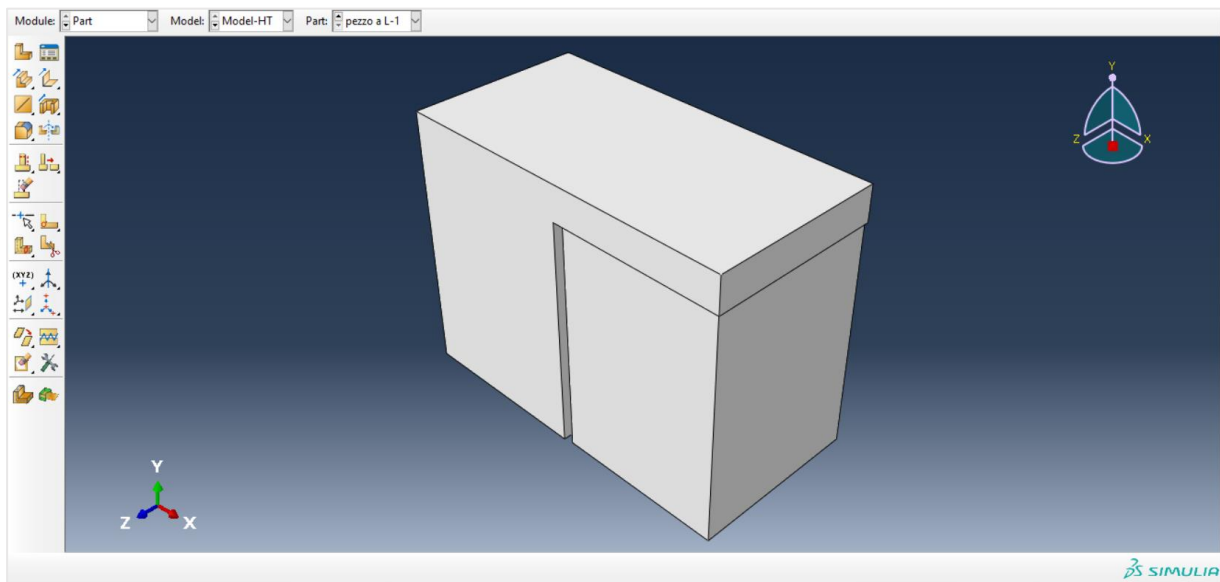 Module: Part Model: Model-HT Part: pezzo a L-1
(XYZ)
Y
Z X
Y
Z X
SIMULIA